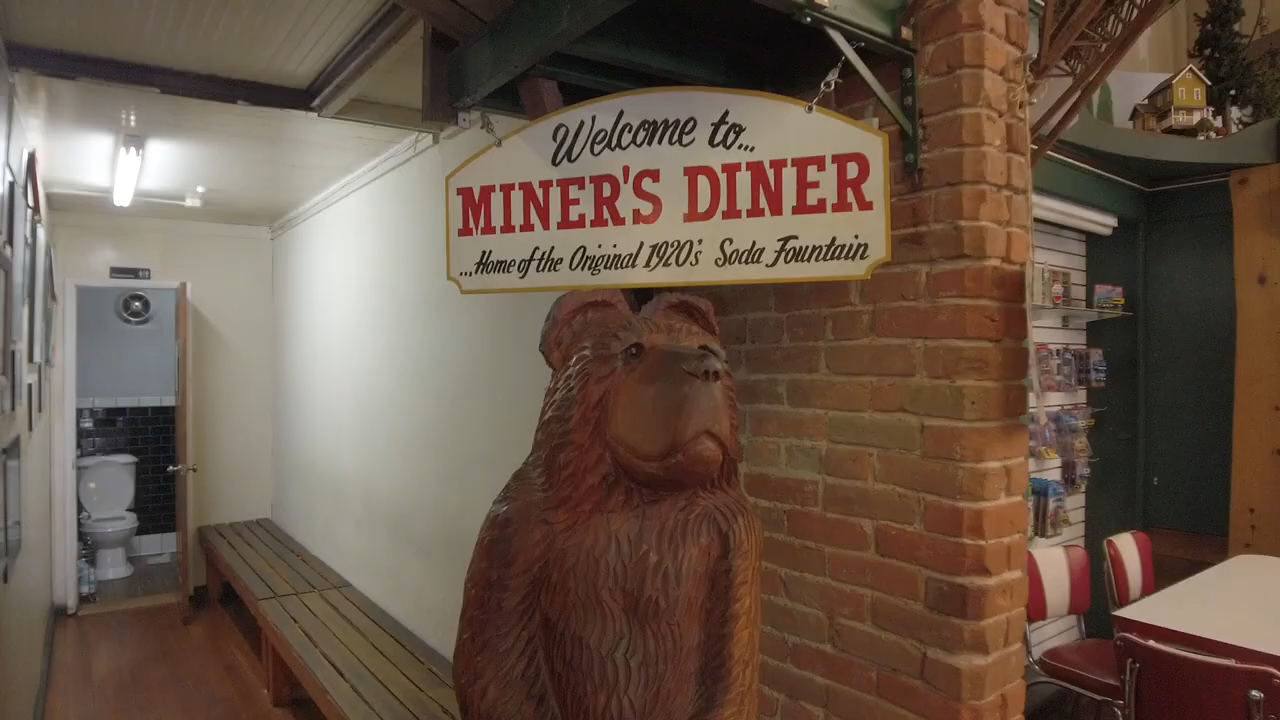 Welcome to...
MINER'S DINER
...Home of the Original 1920's Soda Fountain